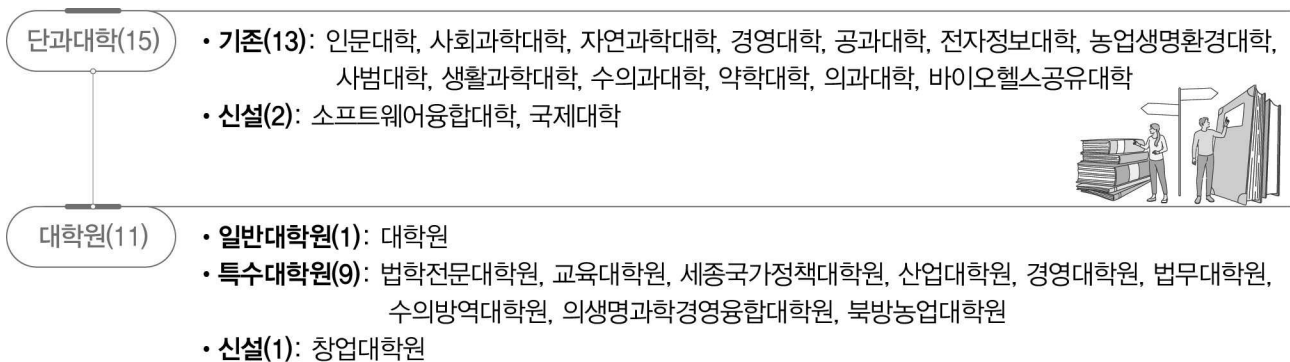 단과대학(15)
• 기존(13): 인문대학, 사회과학대학, 자연과학대학, 경영대학, 공과대학, 전자정보대학, 농업생명환경대학,
사범대학, 생활과학대학, 수의과대학, 약학대학, 의과대학, 바이오헬스공유대학
• 신설(2): 소프트웨어융합대학, 국제대학
대학원(11)
• 일반대학원(1): 대학원
• 특수대학원(9): 법학전문대학원, 교육대학원, 세종국가정책대학원, 산업대학원, 경영대학원, 법무대학원,
수의방역대학원, 의생명과학경영융합대학원, 북방농업대학원
• 신설(1): 창업대학원